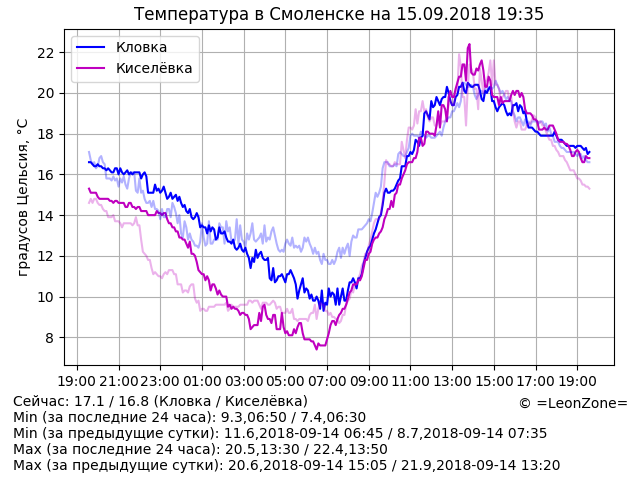 Температура в Смоленске на 15.09.2018 19:35
Кловка
Киселёвка
градусов Цельсия, °C
22
20
18
16
14
12
10
8
19:00 21:00 23:00 01:00 03:00 05:00 07:00 09:00 11:00 13:00 15:00 17:00 19:00
Сейчас: 17.1 / 16.8 (Кловка / Киселёвка)
© =LeonZone=
Min (за последние 24 часа): 9.3,06:50 / 7.4,06:30
Min (за предыдущие сутки): 11.6,2018-09-14 06:45 / 8.7,2018-09-14 07:35
Max (за последние 24 часа): 20.5,13:30 / 22.4,13:50
Max (за предыдущие сутки): 20.6,2018-09-14 15:05 / 21.9,2018-09-14 13:20